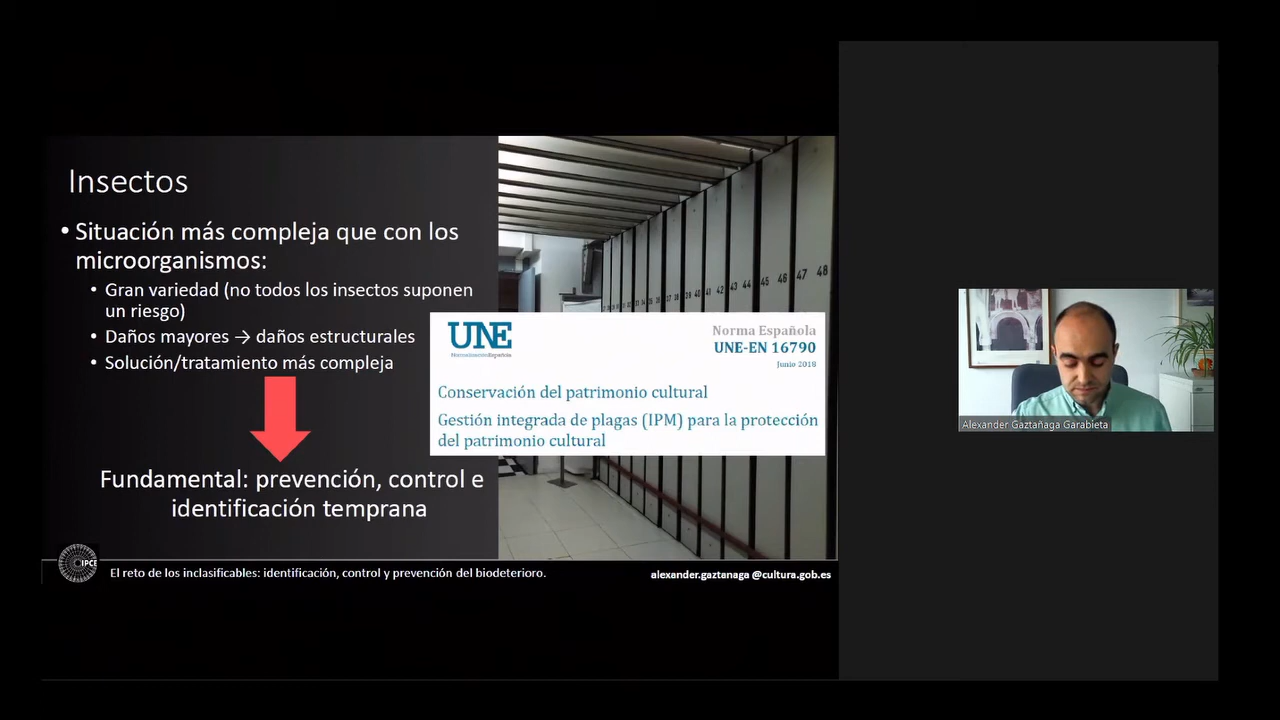 Insectos
• Situación más compleja que con los
microorganismos:
• Gran variedad (no todos los insectos suponen
un riesgo)
• Daños mayores → daños estructurales
• Solución/tratamiento más compleja
Fundamental: prevención, control e
identificación temprana
40
41
42
43
44
45
46
47
48
UNE
Normalización Española
Norma Española
UNE-EN 16790
Junio 2018
Conservación del patrimonio cultural
Gestión integrada de plagas (IPM) para la protección
del patrimonio cultural
IPCE
El reto de los inclasificables: identificación, control y prevención del biodeterioro.
alexander.gaztanaga @cultura.gob.es
Alexander Gaztañaga Garabieta